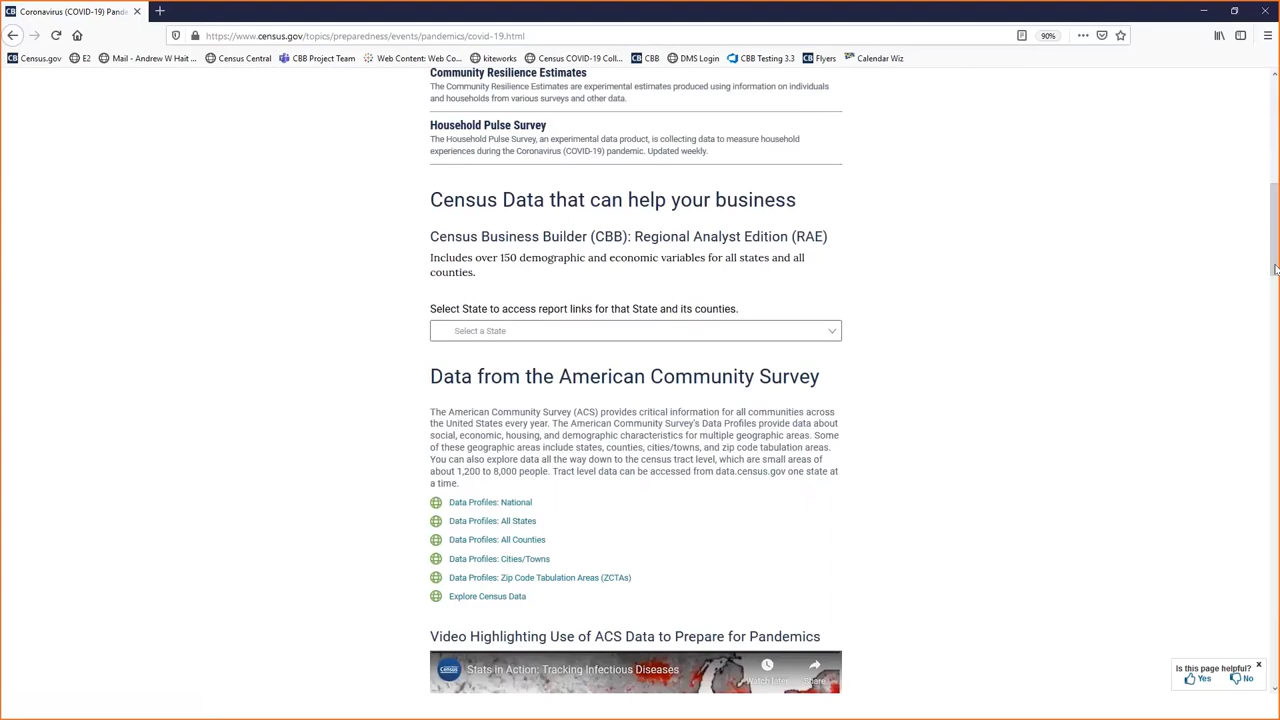 Coronavirus (COVID-19) Pande
https://www.census.gov/topics/preparedness/events/pandemics/covid-19.html
90%
Census.gov
E2
Mail - Andrew W Hait ...
Census Central
CBB Project Team
Web Content: Web Co...
kiteworks
Census COVID-19 Coll...
CBB
DMS Login
CBB Testing 3.3
Flyers
Calendar Wiz
Community Resilience Estimates
The Community Resilience Estimates are experimental estimates produced using information on individuals
and households from various surveys and other data.
Household Pulse Survey
The Household Pulse Survey, an experimental data product, is collecting data to measure household
experiences during the Coronavirus (COVID-19) pandemic. Updated weekly.
Census Data that can help your business
Census Business Builder (CBB): Regional Analyst Edition (RAE)
Includes over 150 demographic and economic variables for all states and all
counties.
Select State to access report links for that State and its counties.
Select a State
Data from the American Community Survey
The American Community Survey (ACS) provides critical information for all communities across
the United States every year. The American Community Survey's Data Profiles provide data about
social, economic, housing, and demographic characteristics for multiple geographic areas. Some
of these geographic areas include states, counties, cities/towns, and zip code tabulation areas.
You can also explore data all the way down to the census tract level, which are small areas of
about 1,200 to 8,000 people. Tract level data can be accessed from data.census.gov one state at
a time.
Data Profiles: National
Data Profiles: All States
Data Profiles: All Counties
Data Profiles: Cities/Towns
Data Profiles: Zip Code Tabulation Areas (ZCTAs)
Explore Census Data
Video Highlighting Use of ACS Data to Prepare for Pandemics
Census
Stats in Action: Tracking Infectious Diseases
Watch later
Share
Is this page helpful?
x
Yes
No